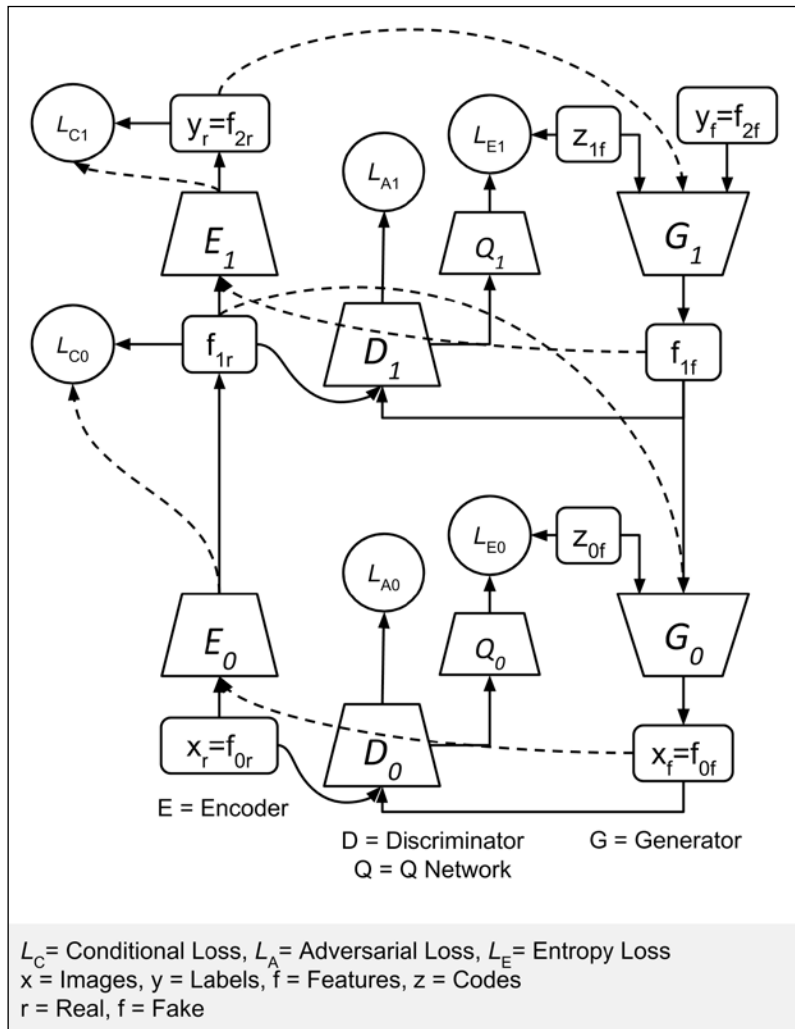 L_C1
y_r=f_2r
L_E1
z_1f
y_f=f_2f
L_A1
E_1
Q_1
G_1
L_C0
f_1r
D_1
f_1f
L_E0
z_0f
L_A0
E_0
Q_0
G_0
x_r=f_0r
D_0
x_f=f_0f
E = Encoder
D = Discriminator
G = Generator
Q = Q Network
L_C= Conditional Loss, L_A= Adversarial Loss, L_E= Entropy Loss
x = Images, y = Labels, f = Features, z = Codes
r = Real, f = Fake